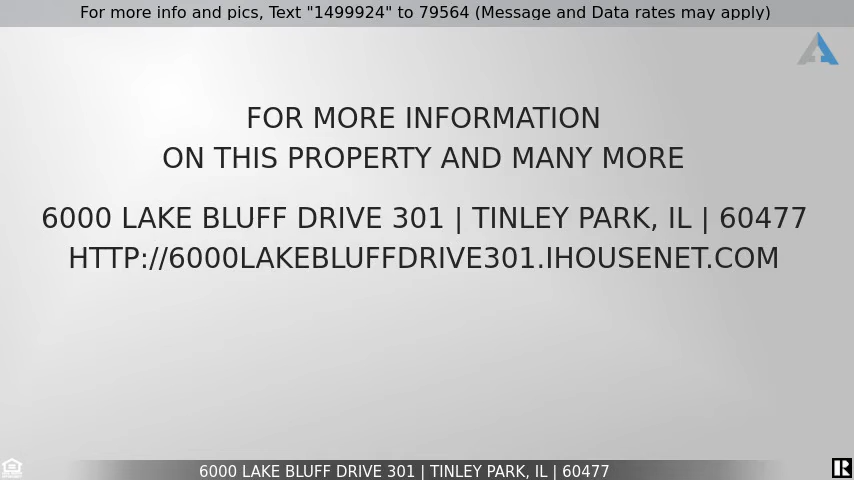 For more info and pics, Text "1499924" to 79564 (Message and Data rates may apply)
FOR MORE INFORMATION
ON THIS PROPERTY AND MANY MORE
6000 LAKE BLUFF DRIVE 301 | TINLEY PARK, IL | 60477
HTTP://6000LAKEBLUFFDRIVE301.IHOUSENET.COM
6000 LAKE BLUFF DRIVE 301 | TINLEY PARK, IL | 60477